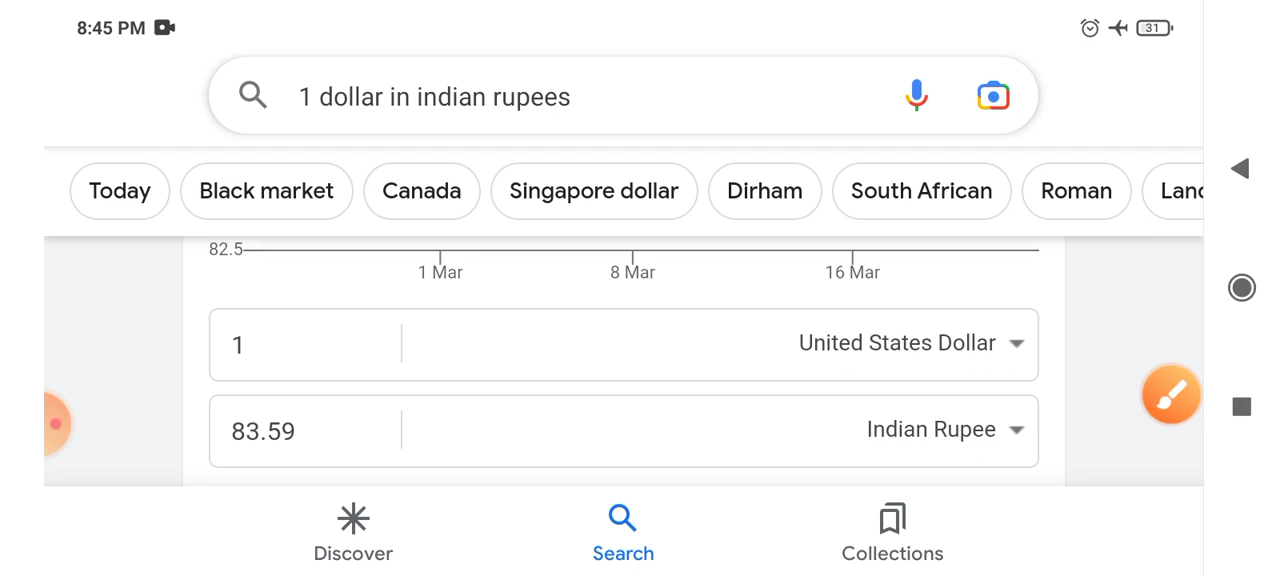 8:45 PM 31
1 dollar in indian rupees
Today Black market Canada Singapore dollar Dirham South African Roman Lanc
82.5
1 Mar 8 Mar 16 Mar
1 United States Dollar
83.59 Indian Rupee
Discover Search Collections